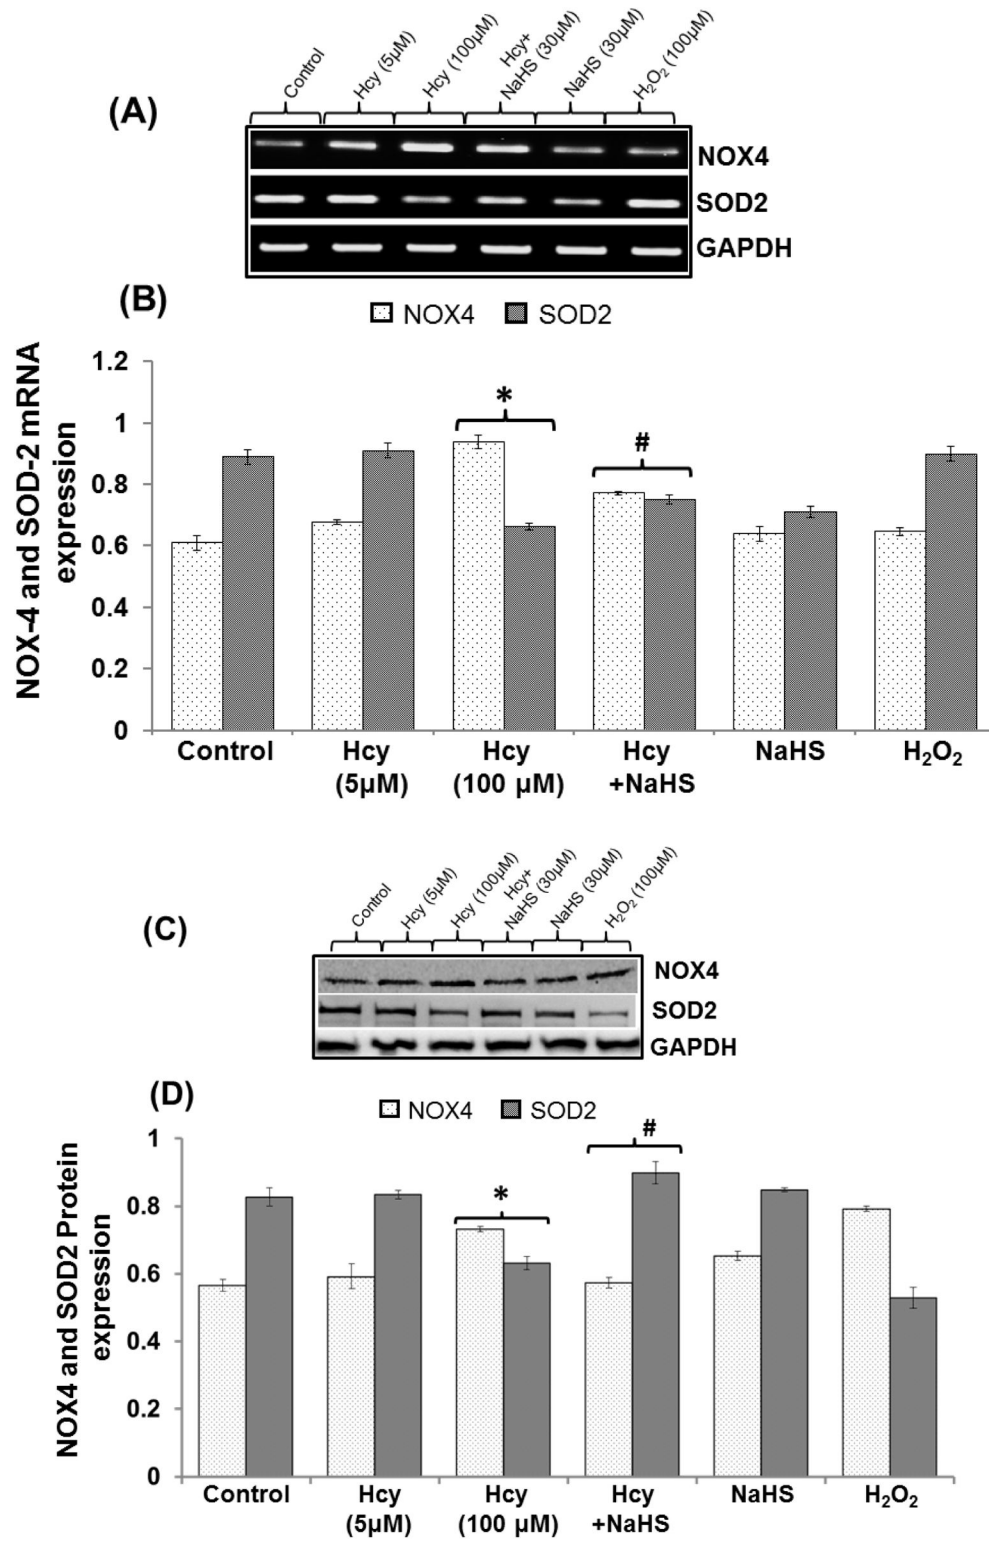 Control
Hcy (5µM)
Hcy (100µM)
Hcy+
NaHS (30µM)
NaHS (30µM)
H₂O₂ (100µM)
(A)
NOX4
SOD2
GAPDH
(B)
NOX4 SOD2
NOX-4 and SOD-2 mRNA
expression
1.2
1
0.8
0.6
0.4
0.2
0
*
#
Control
Hcy
(5µM)
Hcy
(100 µM)
Hcy
+NaHS
NaHS
H₂O₂
Control
Hcy (5µM)
Hcy (100µM)
Hcy+
NaHS (30µM)
NaHS (30µM)
H₂O₂ (100µM)
(C)
NOX4
SOD2
GAPDH
(D)
NOX4 SOD2
NOX4 and SOD2 Protein
expression
1
0.8
0.6
0.4
0.2
0
*
#
Control
Hcy
(5µM)
Hcy
(100 µM)
Hcy
+NaHS
NaHS
H₂O₂